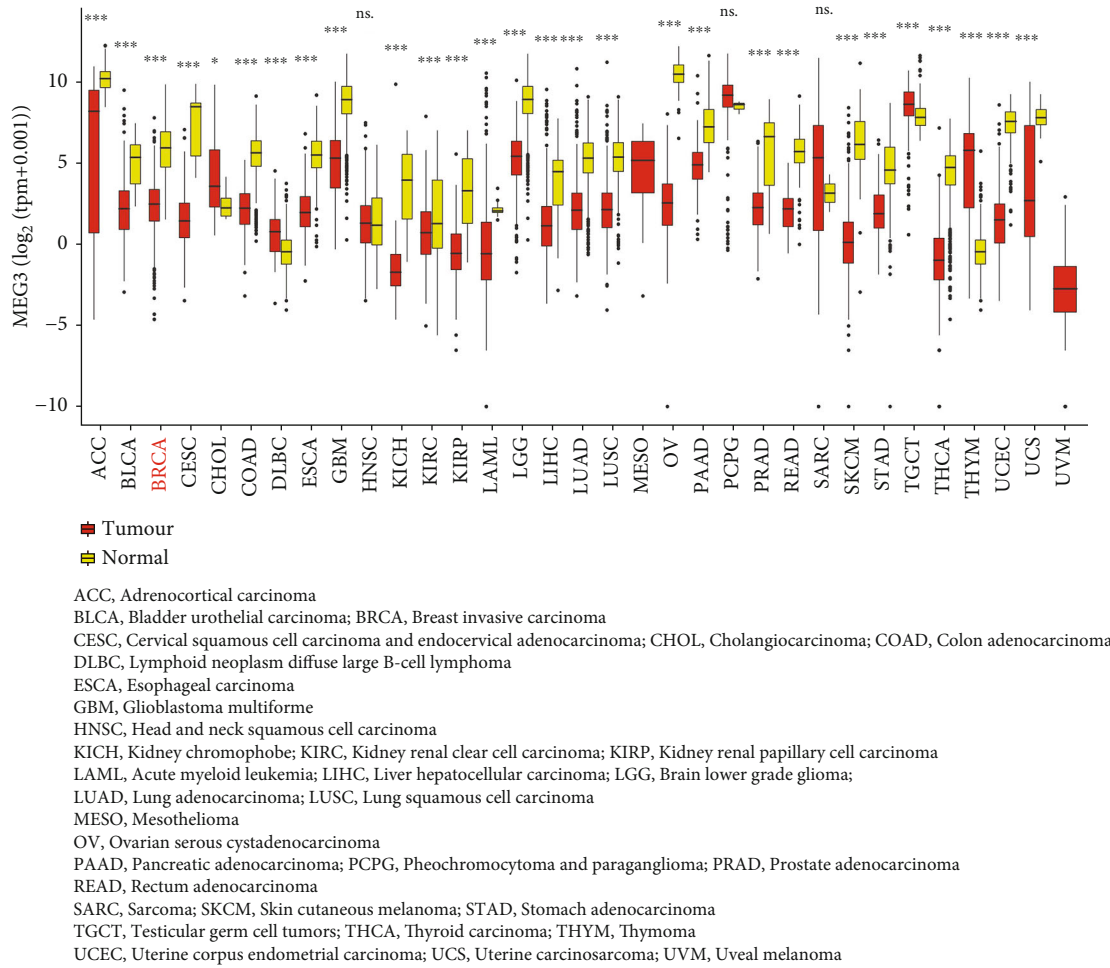 ns. ns. ns.
*** *** *** *** * *** *** *** *** *** *** *** *** *** *** *** *** *** *** *** *** *** *** *** *** *** *** ***
MEG3 (log2 (tpm+0.001))
10
5
0
−5
−10
ACC BLCA BRCA CESC CHOL COAD DLBC ESCA GBM HNSC KICH KIRC KIRP LAML LGG LIHC LUAD LUSC MESO OV PAAD PCPG PRAD READ SARC SKCM STAD TGCT THCA THYM UCEC UCS UVM
Tumour
Normal
ACC, Adrenocortical carcinoma
BLCA, Bladder urothelial carcinoma; BRCA, Breast invasive carcinoma
CESC, Cervical squamous cell carcinoma and endocervical adenocarcinoma; CHOL, Cholangiocarcinoma; COAD, Colon adenocarcinoma
DLBC, Lymphoid neoplasm diffuse large B-cell lymphoma
ESCA, Esophageal carcinoma
GBM, Glioblastoma multiforme
HNSC, Head and neck squamous cell carcinoma
KICH, Kidney chromophobe; KIRC, Kidney renal clear cell carcinoma; KIRP, Kidney renal papillary cell carcinoma
LAML, Acute myeloid leukemia; LIHC, Liver hepatocellular carcinoma; LGG, Brain lower grade glioma;
LUAD, Lung adenocarcinoma; LUSC, Lung squamous cell carcinoma
MESO, Mesothelioma
OV, Ovarian serous cystadenocarcinoma
PAAD, Pancreatic adenocarcinoma; PCPG, Pheochromocytoma and paraganglioma; PRAD, Prostate adenocarcinoma
READ, Rectum adenocarcinoma
SARC, Sarcoma; SKCM, Skin cutaneous melanoma; STAD, Stomach adenocarcinoma
TGCT, Testicular germ cell tumors; THCA, Thyroid carcinoma; THYM, Thymoma
UCEC, Uterine corpus endometrial carcinoma; UCS, Uterine carcinosarcoma; UVM, Uveal melanoma